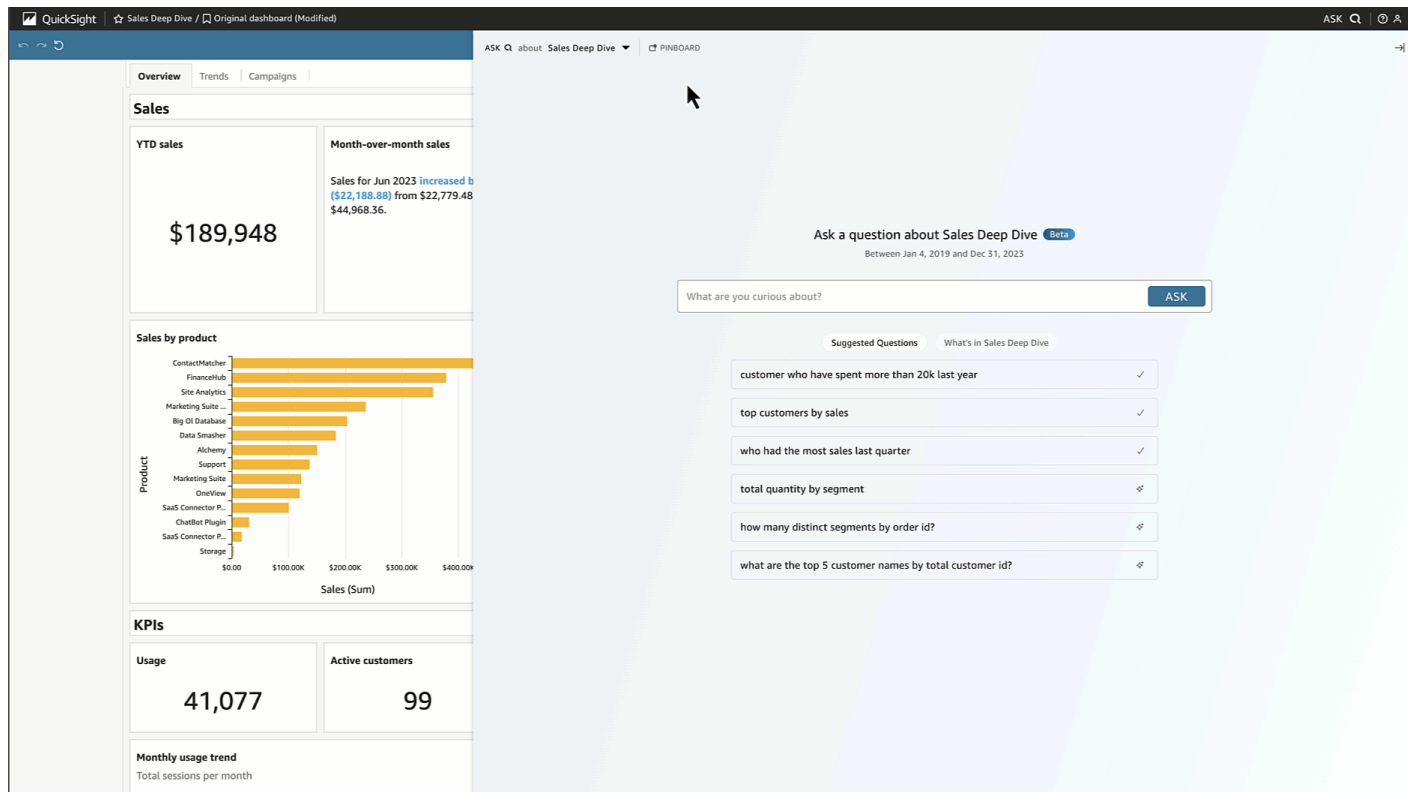 QuickSight
Sales Deep Dive / Original dashboard (Modified)
ASK
ASK about Sales Deep Dive
PINBOARD
Overview
Trends
Campaigns
Sales
YTD sales
$189,948
Month-over-month sales
Sales for Jun 2023 increased b
($22,188.88) from $22,779.48
$44,968.36.
Sales by product
Product
ContactMatcher
FinanceHub
Site Analytics
Marketing Suite ...
Big Ol Database
Data Smasher
Alchemy
Support
Marketing Suite
OneView
SaaS Connector P...
ChatBot Plugin
SaaS Connector P...
Storage
$0.00 $100.00K $200.00K $300.00K $400.00K
Sales (Sum)
KPIs
Usage
41,077
Active customers
99
Monthly usage trend
Total sessions per month
Ask a question about Sales Deep Dive Beta
Between Jan 4, 2019 and Dec 31, 2023
What are you curious about?
ASK
Suggested Questions
What's in Sales Deep Dive
customer who have spent more than 20k last year
top customers by sales
who had the most sales last quarter
total quantity by segment
how many distinct segments by order id?
what are the top 5 customer names by total customer id?